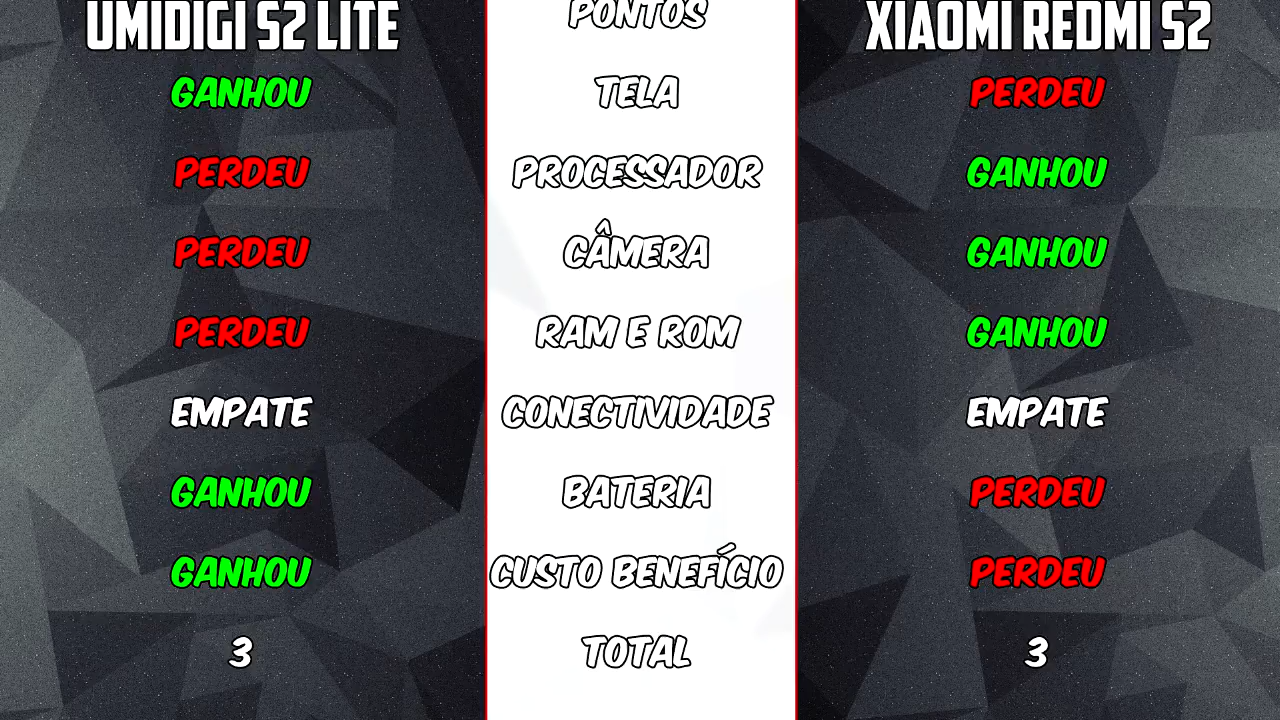 UMIDIGI S2 LITE PONTOS XIAOMI REDMI S2
GANHOU TELA PERDEU
PERDEU PROCESSADOR GANHOU
PERDEU CÂMERA GANHOU
PERDEU RAM E ROM GANHOU
EMPATE CONECTIVIDADE EMPATE
GANHOU BATERIA PERDEU
GANHOU CUSTO BENEFÍCIO PERDEU
3 TOTAL 3